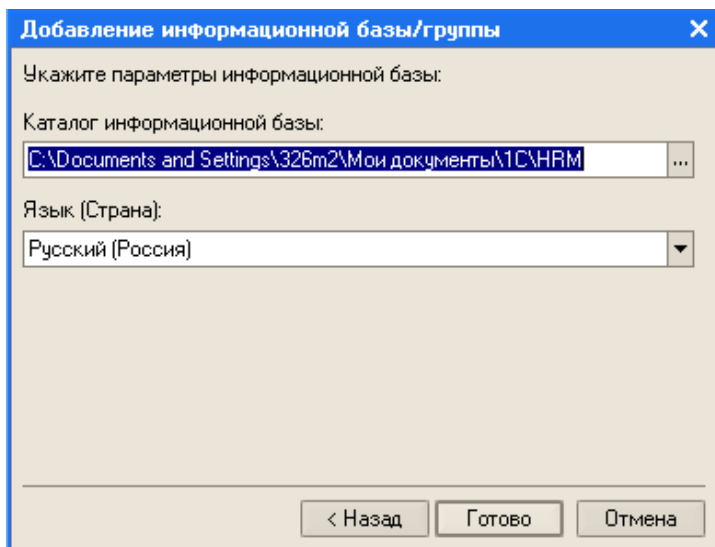 Добавление информационной базы/группы
Укажите параметры информационной базы:
Каталог информационной базы:
C:\Documents and Settings\326m2\Мои документы\1C\HRM
...
Язык (Страна):
Русский (Россия)
< Назад
Готово
Отмена